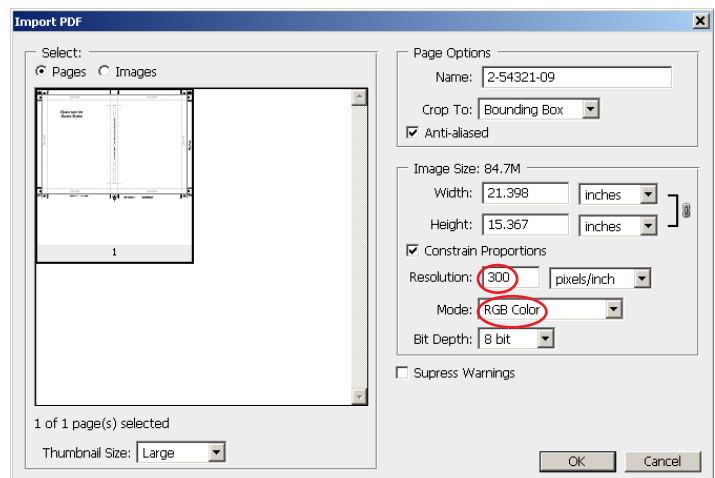 Import PDF
Select:
Pages Images
1
1 of 1 page(s) selected
Thumbnail Size: Large
Page Options
Name: 2-54321-09
Crop To: Bounding Box
Anti-aliased
Image Size: 84.7M
Width: 21.398 inches
Height: 15.367 inches
Constrain Proportions
Resolution: 300 pixels/inch
Mode: RGB Color
Bit Depth: 8 bit
Supress Warnings
OK Cancel